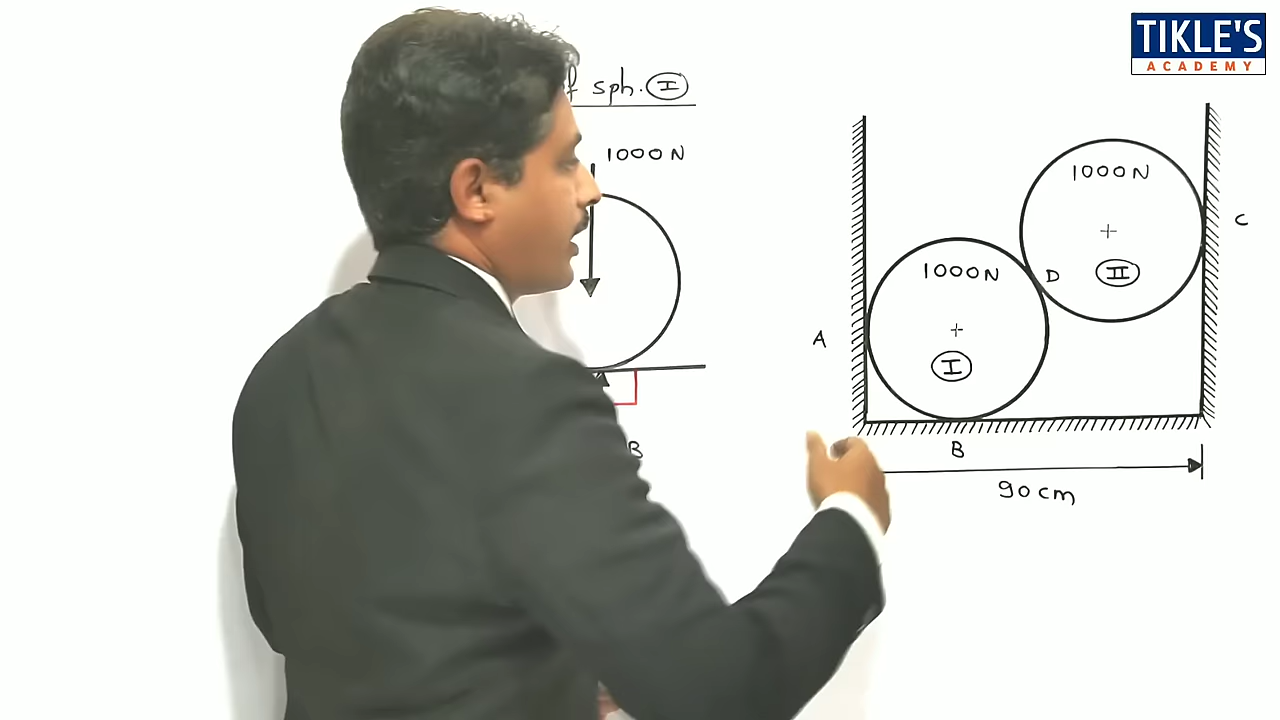 TIKLE'S
ACADEMY
sph. I
1000 N
B
1000 N
C
1000 N
D
II
A
I
B
90 cm